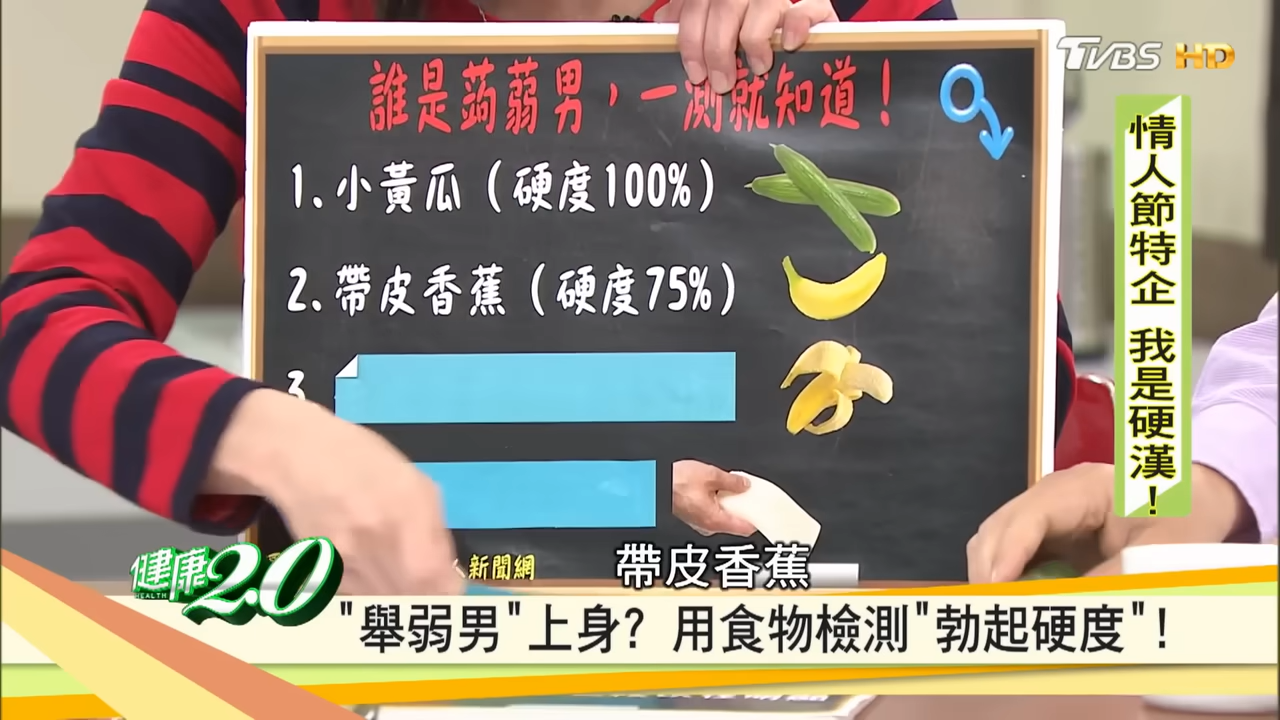 TVBS HD
誰是蒟蒻男，一測就知道！
1.小黃瓜（硬度100%）
2.帶皮香蕉（硬度75%）
3.
新聞網
情人節特企 我是硬漢！
帶皮香蕉
健康2.0
HEALTH
"舉弱男"上身? 用食物檢測"勃起硬度"!